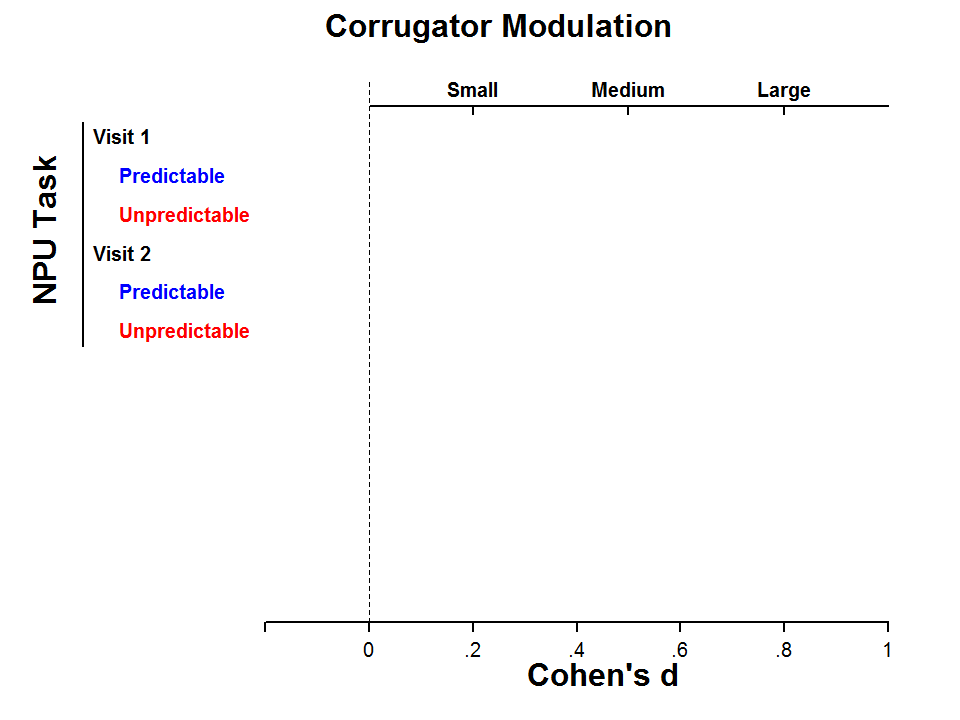 Corrugator Modulation
Small Medium Large
NPU Task
Visit 1
Predictable
Unpredictable
Visit 2
Predictable
Unpredictable
0 .2 .4 .6 .8 1
Cohen's d